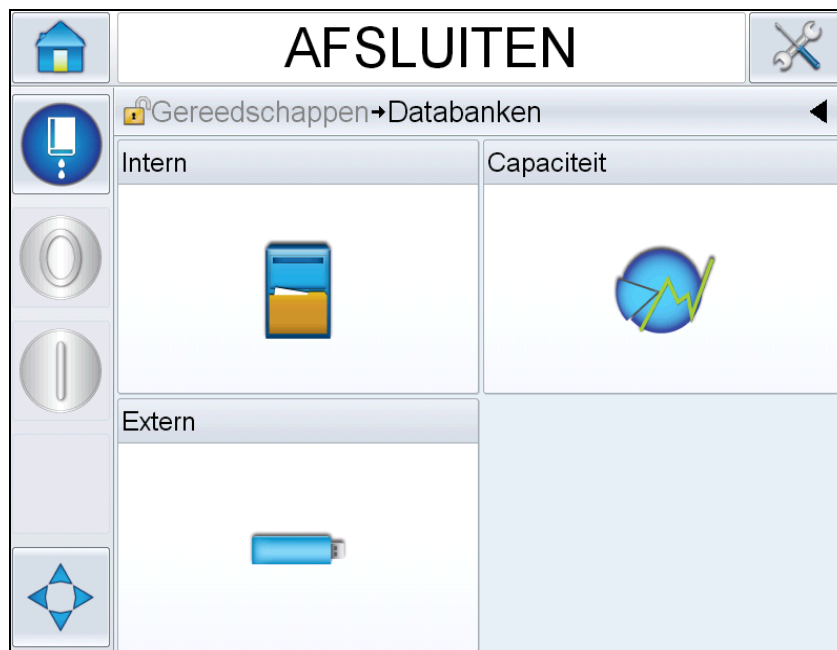 AFSLUITEN
Gereedschappen→Databanken
Intern
Capaciteit
Extern